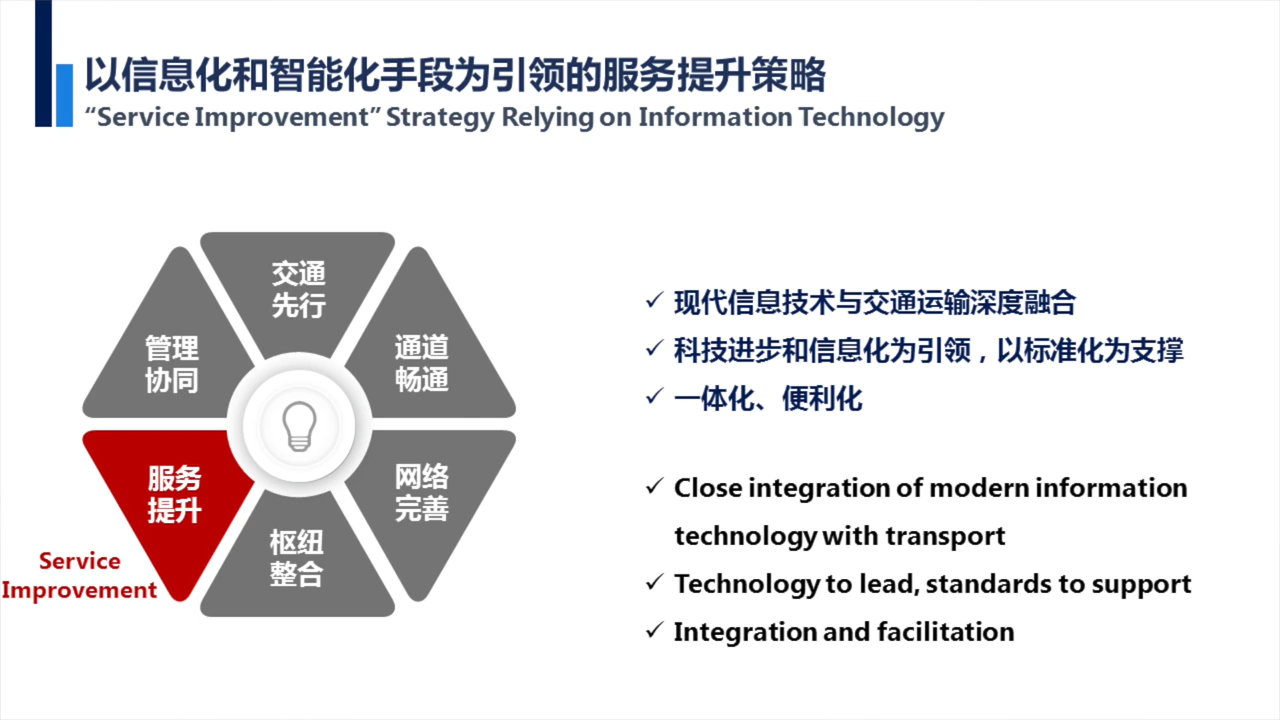 以信息化和智能化手段为引领的服务提升策略
“Service Improvement” Strategy Relying on Information Technology
交通
先行
管理
协同
通道
畅通
服务
提升
网络
完善
枢纽
整合
Service
Improvement
现代信息技术与交通运输深度融合
科技进步和信息化为引领，以标准化为支撑
一体化、便利化
Close integration of modern information
technology with transport
Technology to lead, standards to support
Integration and facilitation